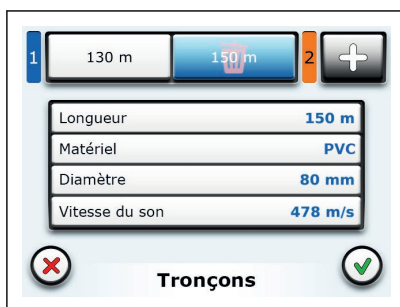 1 130 m 150 m 2
Longueur 150 m
Matériel PVC
Diamètre 80 mm
Vitesse du son 478 m/s
Tronçons